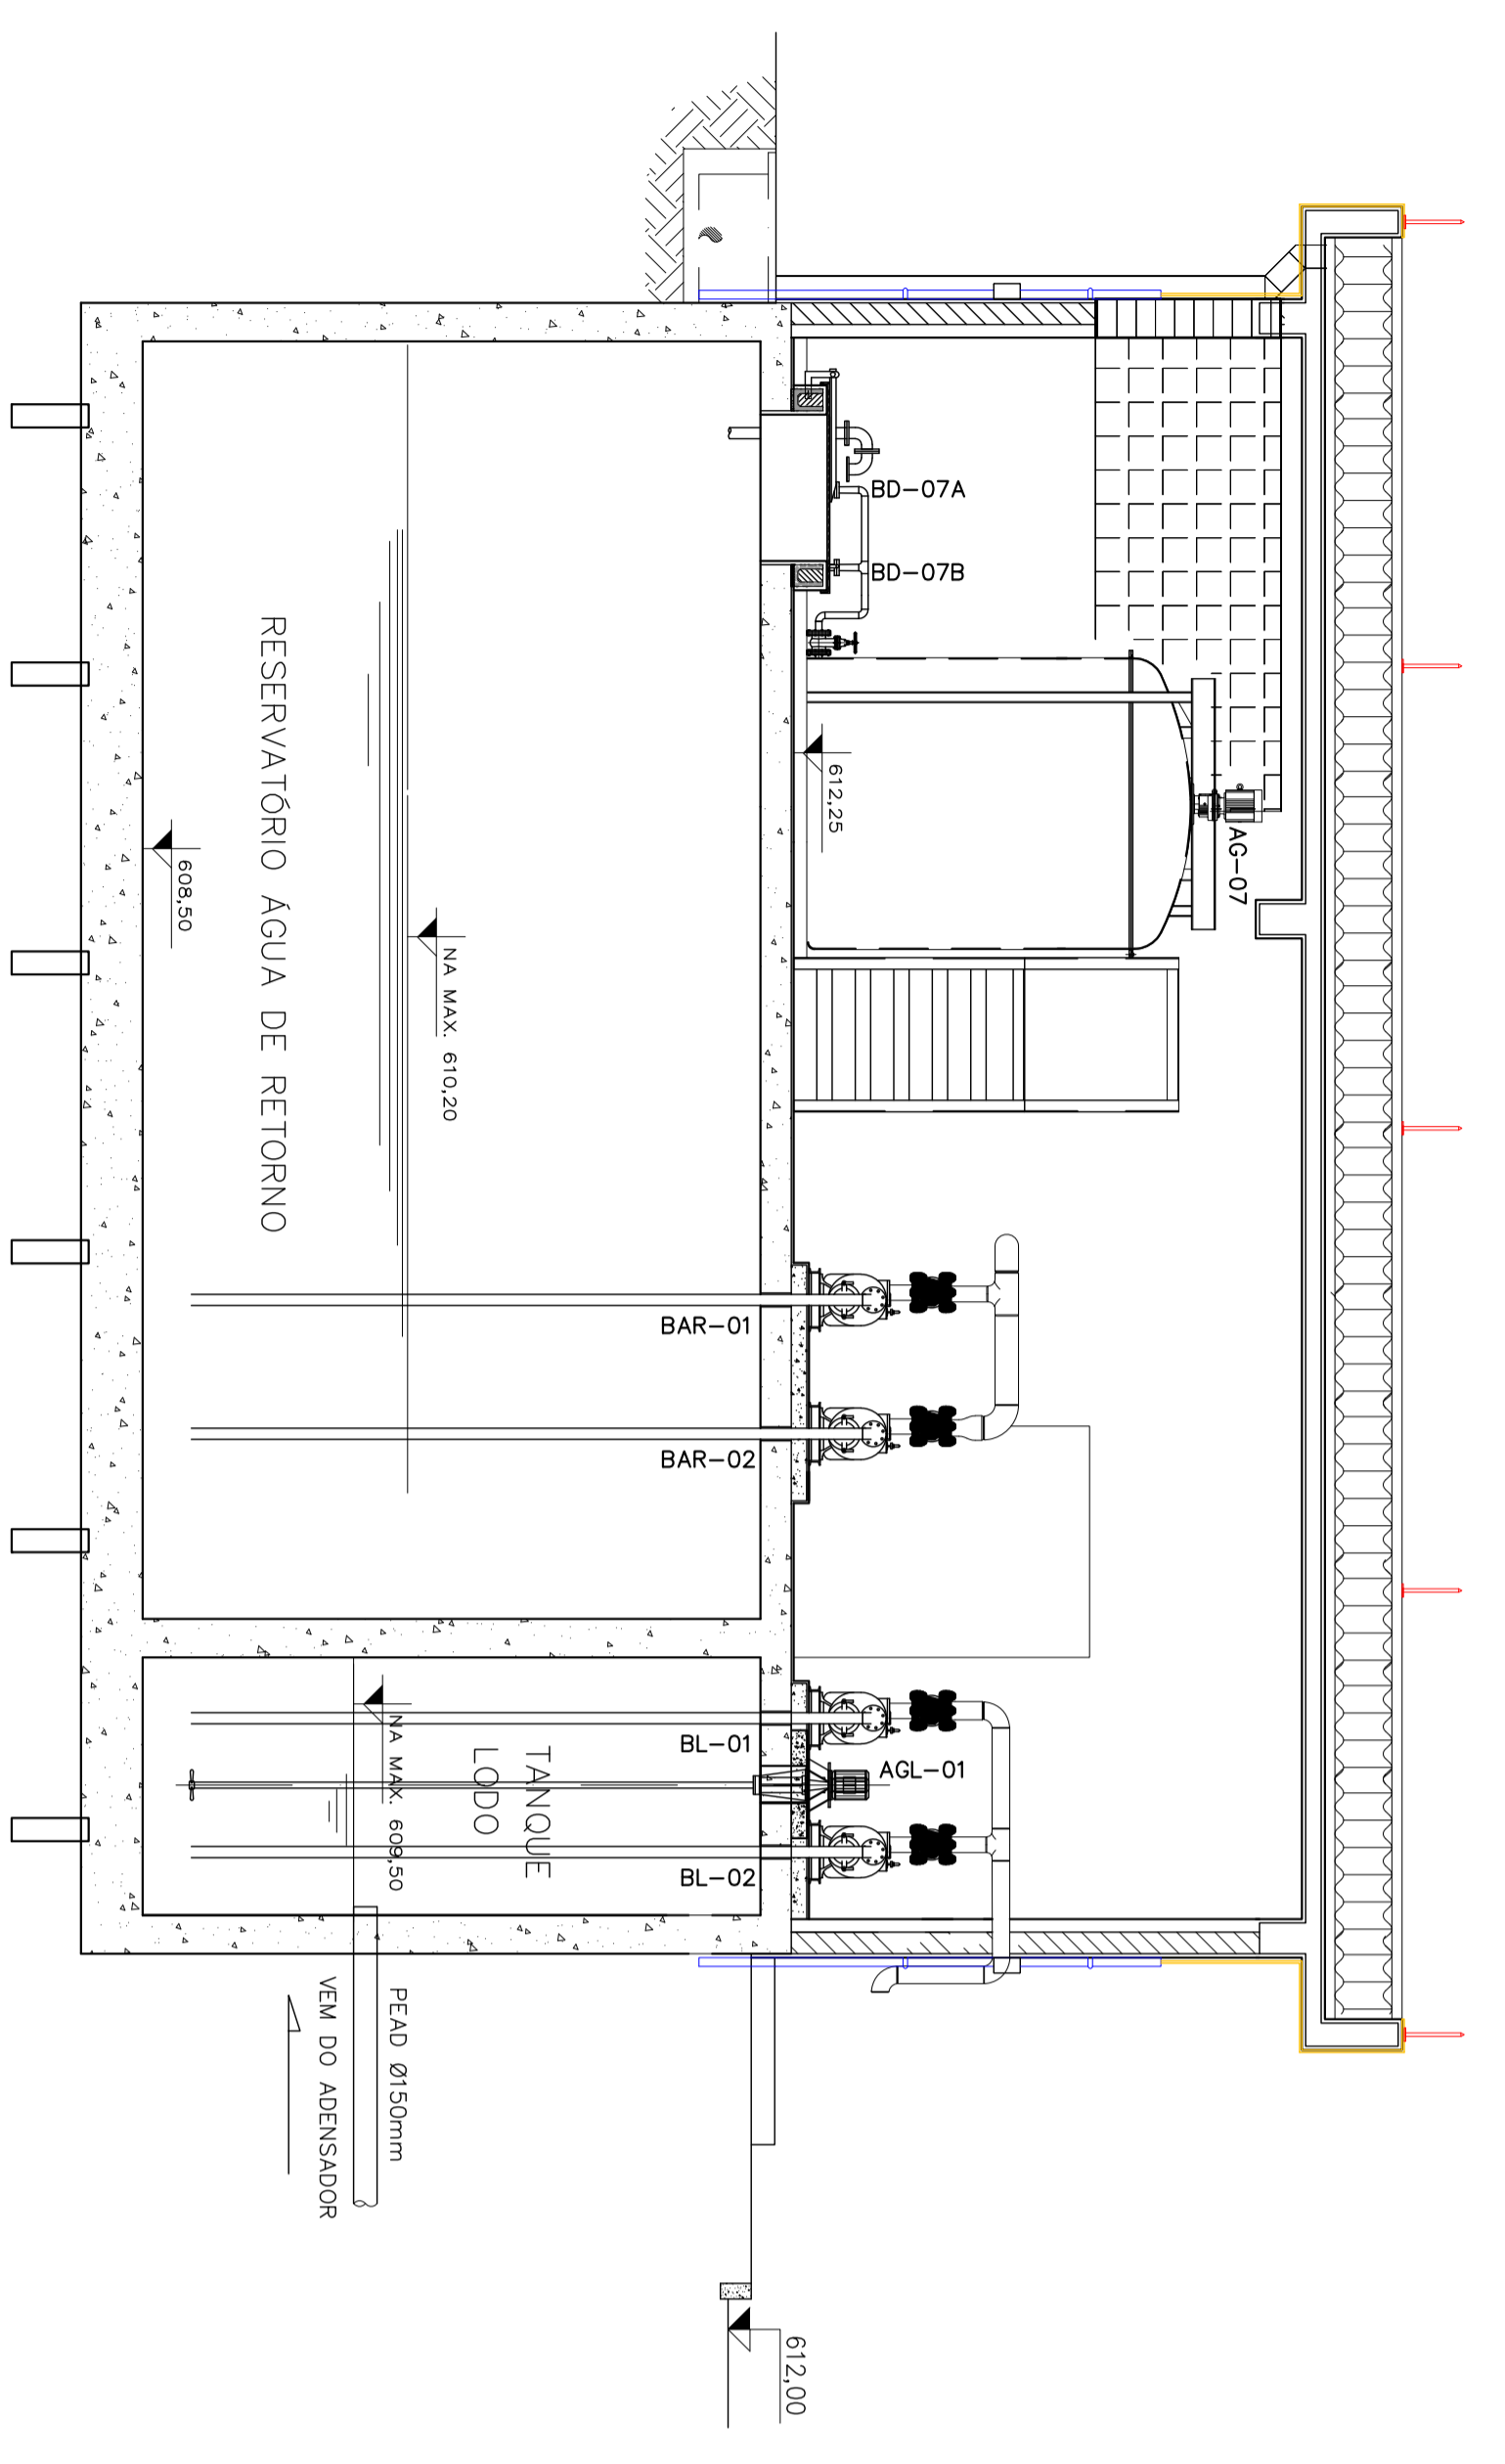 AG-07
BD-07A
BD-07B
612,25
NA MAX. 610,20
608,50
RESERVATÓRIO ÁGUA DE RETORNO
BAR-01
BAR-02
AGL-01
BL-01
BL-02
TANQUE
LODO
NA MAX. 609,50
PEAD Ø150mm
VEM DO ADENSADOR
612,00